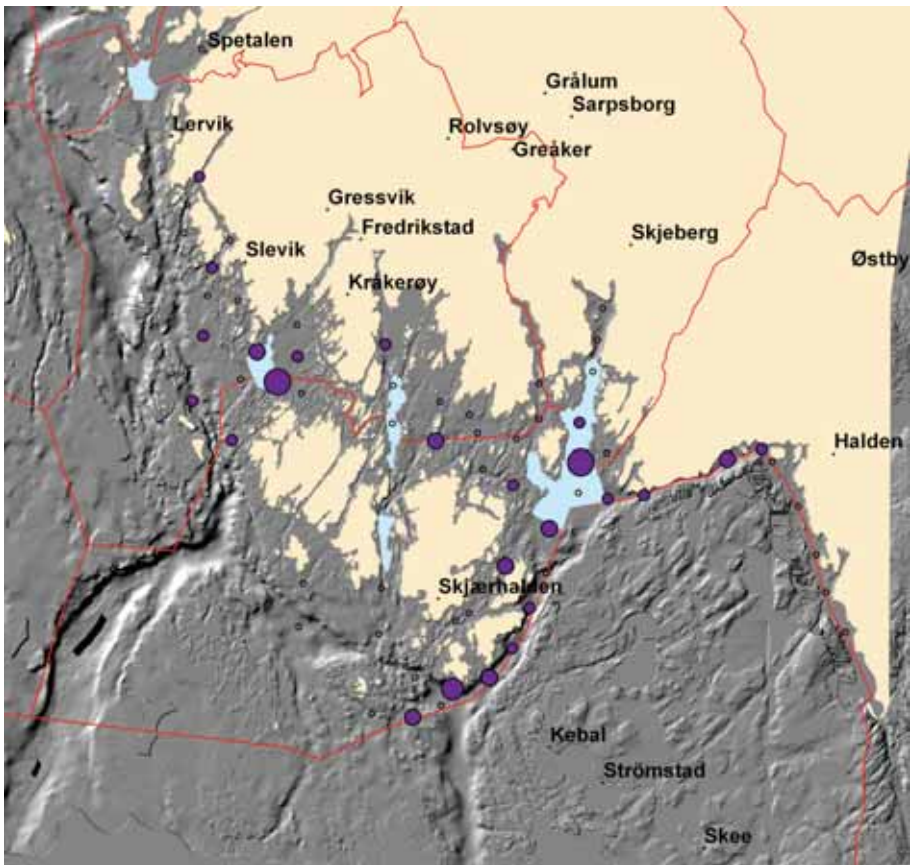 Spetalen
Grålum
Sarpsborg
Lervik
Rolvsøy
Greåker
Gressvik
Fredrikstad
Skjeberg
Slevik
Østby
Kråkerøy
Halden
Skjærhalden
Kebal
Strömstad
Skee